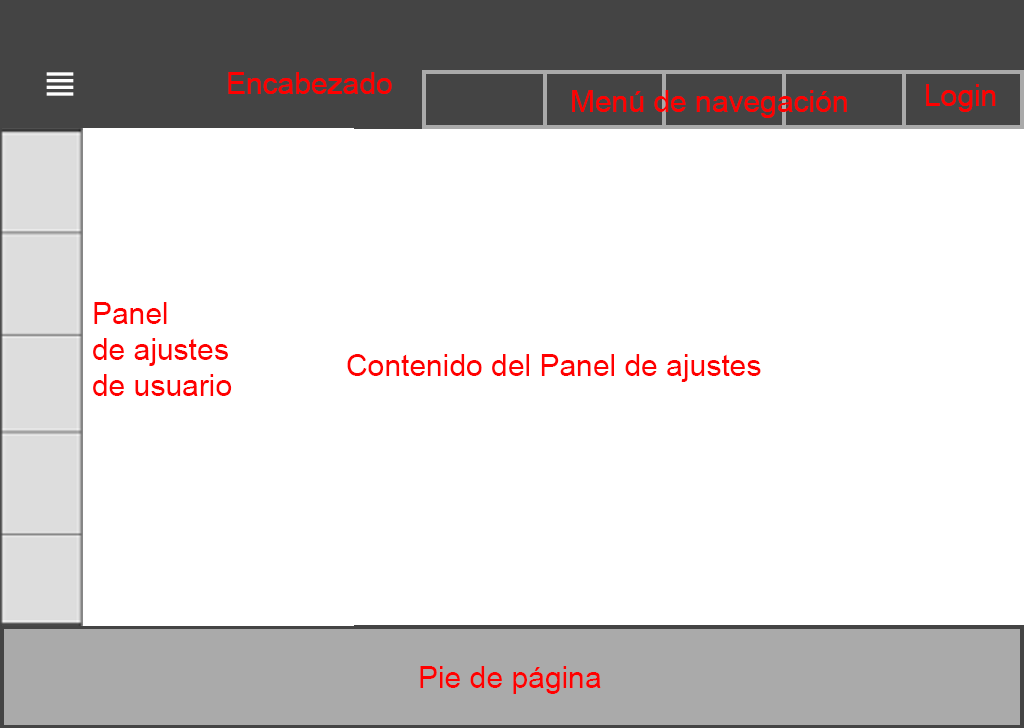 Encabezado
Menú de navegación
Login
Panel
de ajustes
de usuario
Contenido del Panel de ajustes
Pie de página